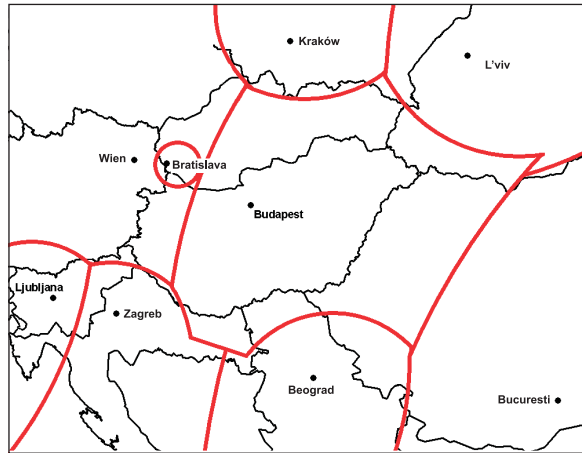 Kraków
L'viv
Wien
Bratislava
Budapest
Ljubljana
Zagreb
Beograd
Bucuresti